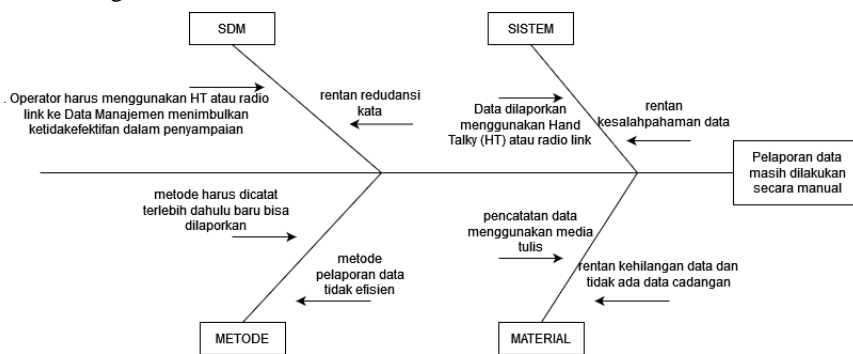 SDM
SISTEM
. Operator harus menggunakan HT atau radio
link ke Data Manajemen menimbulkan
ketidakefektifan dalam penyampaian
rentan redudansi
kata
Data dilaporkan
menggunakan Hand
Talky (HT) atau radio link
rentan
kesalahpahaman data
Pelaporan data
masih dilakukan
secara manual
metode harus dicatat
terlebih dahulu baru bisa
dilaporkan
metode
pelaporan data
tidak efisien
pencatatan data
menggunakan media
tulis
rentan kehilangan data dan
tidak ada data cadangan
METODE
MATERIAL